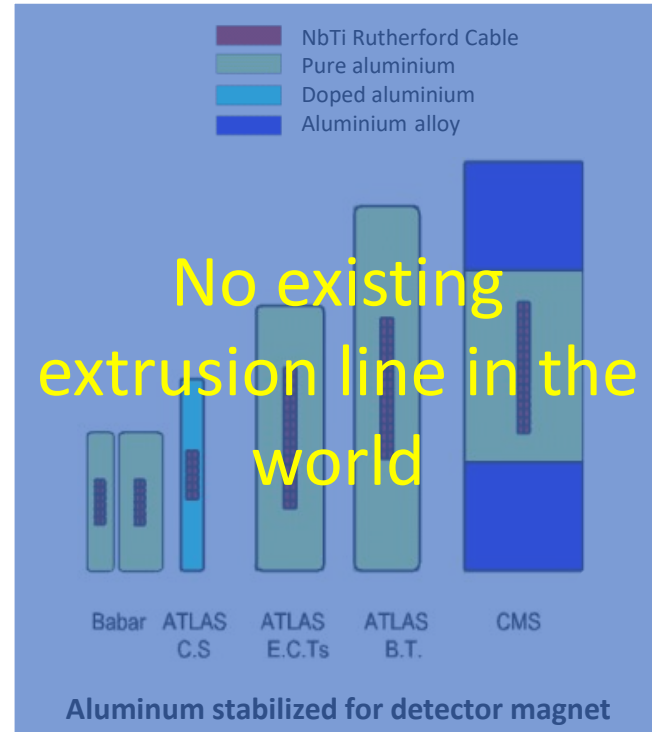 NbTi Rutherford Cable
Pure aluminium
Doped aluminium
Aluminium alloy
No existing
extrusion line in the
world
Babar ATLAS ATLAS ATLAS CMS
C.S E.C.Ts B.T.
Aluminum stabilized for detector magnet